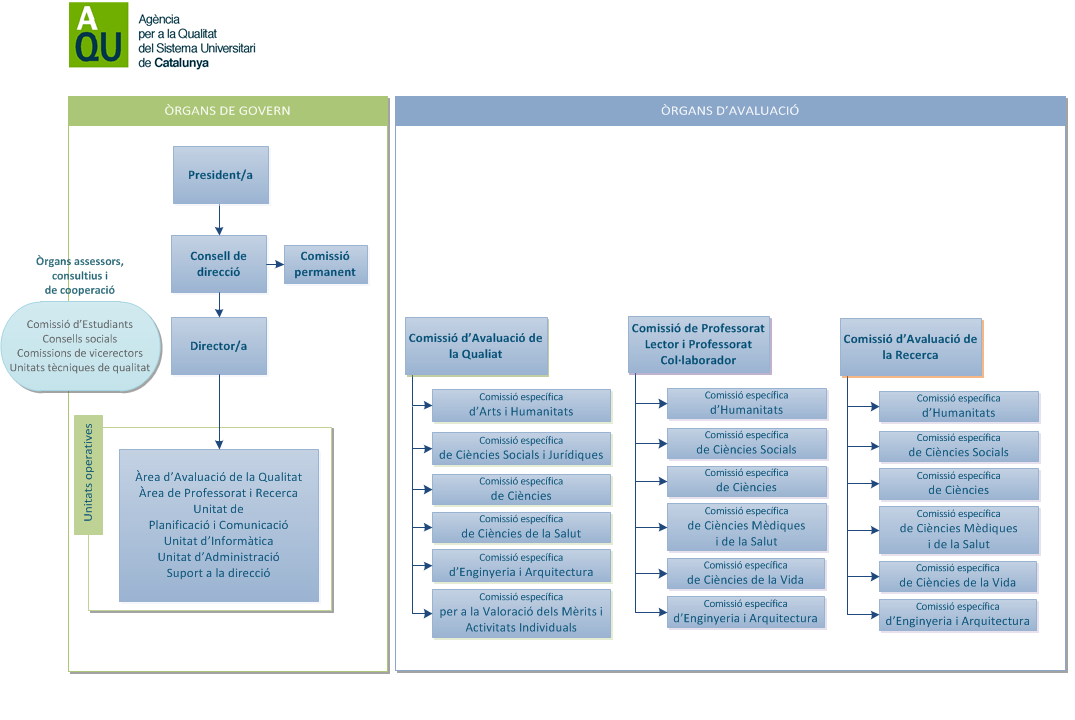 AQU
Agència
per a la Qualitat
del Sistema Universitari
de Catalunya
ÒRGANS DE GOVERN
President/a
Consell de
direcció
Comissió
permanent
Òrgans assessors,
consultius i
de cooperació
Comissió d’Estudiants
Consells socials
Comissions de vicerectors
Unitats tècniques de qualitat
Director/a
Unitats operatives
Àrea d’Avaluació de la Qualitat
Àrea de Professorat i Recerca
Unitat de
Planificació i Comunicació
Unitat d’Informàtica
Unitat d’Administració
Suport a la direcció
ÒRGANS D’AVALUACIÓ
Comissió d’Avaluació de
la Qualiat
Comissió específica
d’Arts i Humanitats
Comissió específica
de Ciències Socials i Jurídiques
Comissió específica
de Ciències
Comissió específica
de Ciències de la Salut
Comissió específica
d’Enginyeria i Arquitectura
Comissió específica
per a la Valoració dels Mèrits i
Activitats Individuals
Comissió de Professorat
Lector i Professorat
Col·laborador
Comissió específica
d’Humanitats
Comissió específica
de Ciències Socials
Comissió específica
de Ciències
Comissió específica
de Ciències Mèdiques
i de la Salut
Comissió específica
de Ciències de la Vida
Comissió específica
d’Enginyeria i Arquitectura
Comissió d’Avaluació de
la Recerca
Comissió específica
d’Humanitats
Comissió específica
de Ciències Socials
Comissió específica
de Ciències
Comissió específica
de Ciències Mèdiques
i de la Salut
Comissió específica
de Ciències de la Vida
Comissió específica
d’Enginyeria i Arquitectura